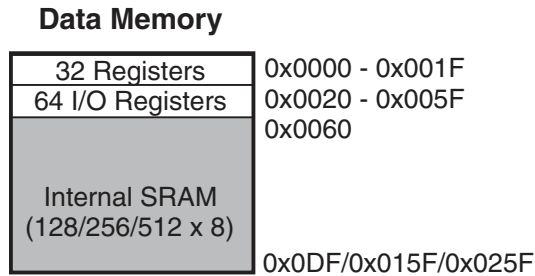 Data Memory
32 Registers 0x0000 - 0x001F
64 I/O Registers 0x0020 - 0x005F
0x0060
Internal SRAM
(128/256/512 x 8)
0x0DF/0x015F/0x025F